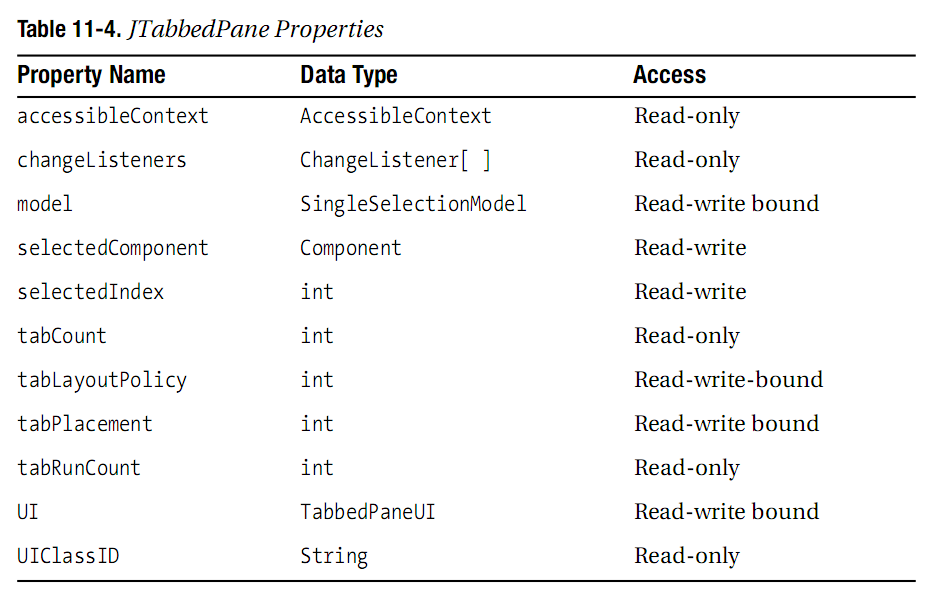 Table 11-4. JTabbedPane Properties
Property Name Data Type Access
accessibleContext AccessibleContext Read-only
changeListeners ChangeListener[ ] Read-only
model SingleSelectionModel Read-write bound
selectedComponent Component Read-write
selectedIndex int Read-write
tabCount int Read-only
tabLayoutPolicy int Read-write-bound
tabPlacement int Read-write bound
tabRunCount int Read-only
UI TabbedPaneUI Read-write bound
UIClassID String Read-only